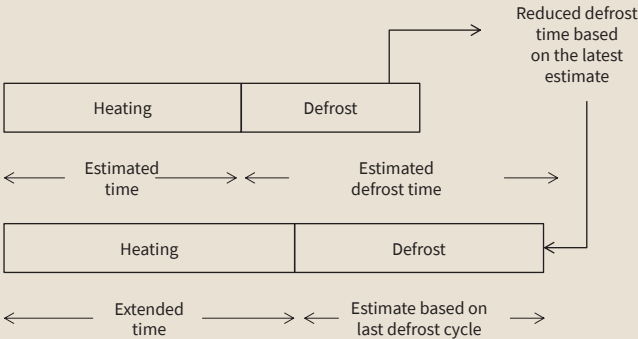 Reduced defrost
time based
on the latest
estimate
Heating
Defrost
Estimated
time
Estimated
defrost time
Heating
Defrost
Extended
time
Estimate based on
last defrost cycle